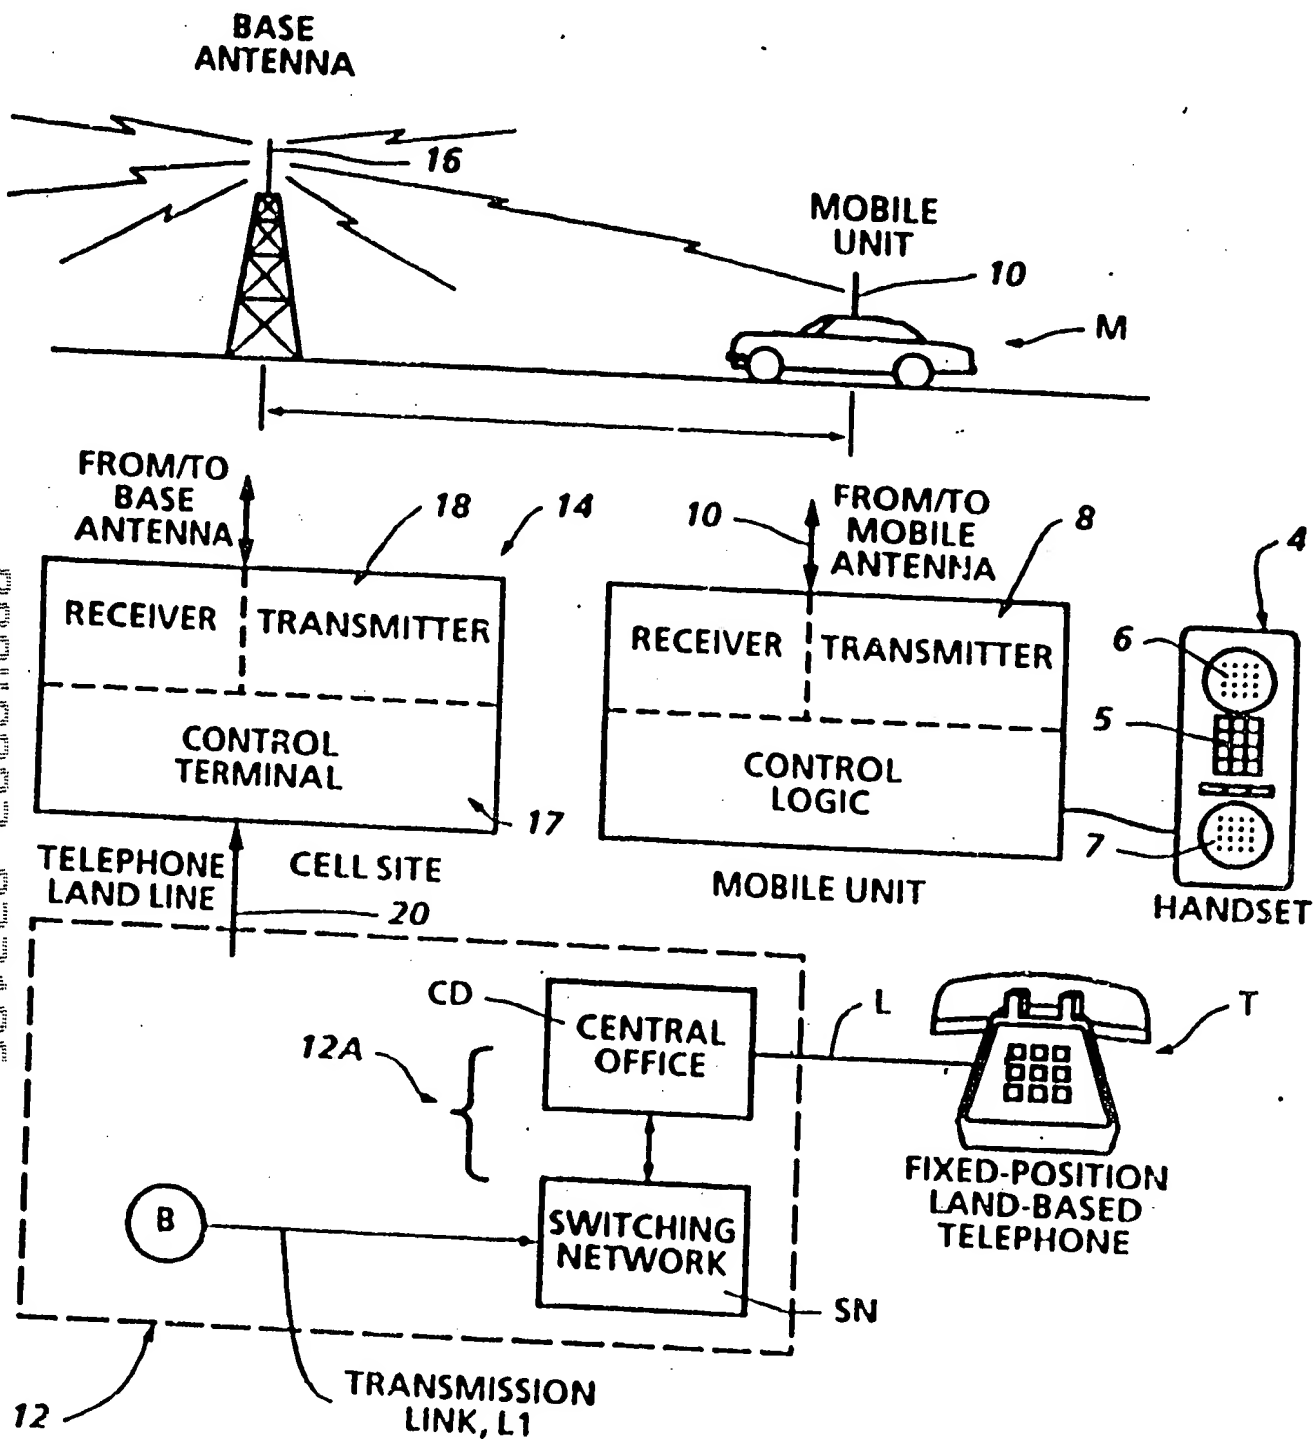 BASE
ANTENNA
16
MOBILE
UNIT
10
M
FROM/TO
BASE
ANTENNA
18
14
10
FROM/TO
MOBILE
ANTENNA
8
4
RECEIVER
TRANSMITTER
RECEIVER
TRANSMITTER
6
5
CONTROL
TERMINAL
CONTROL
LOGIC
17
7
TELEPHONE
LAND LINE
CELL SITE
20
MOBILE UNIT
HANDSET
CD
CENTRAL
OFFICE
L
T
12A
FIXED-POSITION
LAND-BASED
TELEPHONE
B
SWITCHING
NETWORK
SN
12
TRANSMISSION
LINK, L1